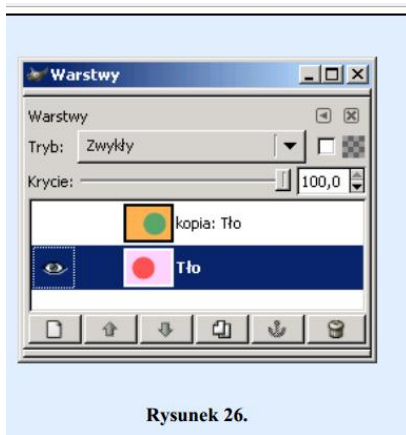 Warstwy
Warstwy
Tryb: Zwykły
Krycie: 100,0
kopia: Tło
Tło
Rysunek 26.